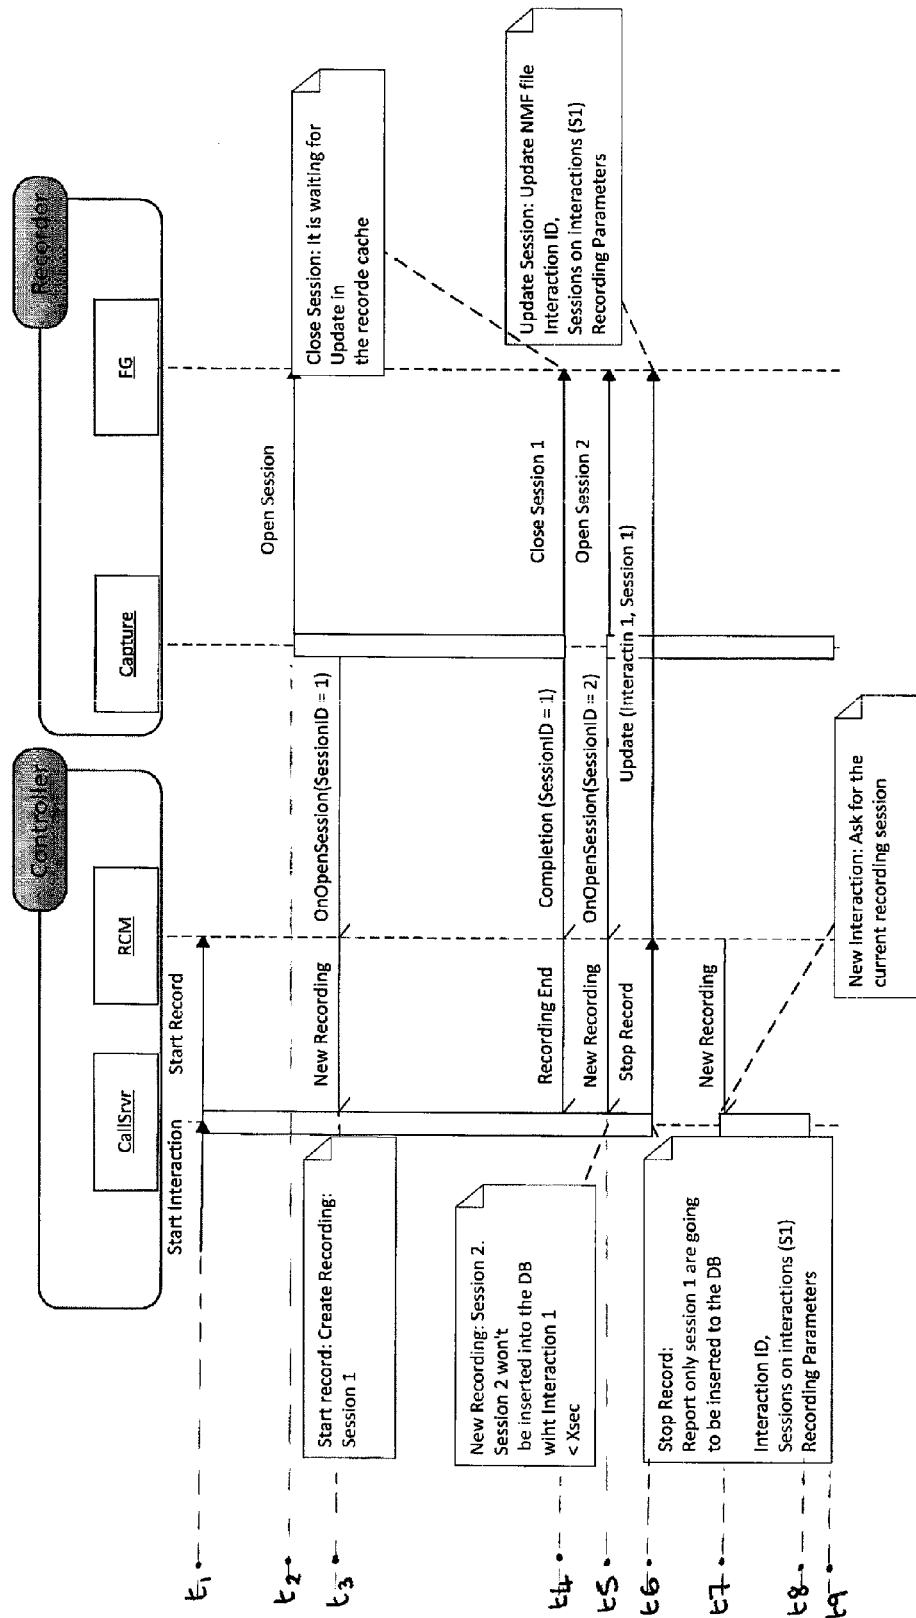 Controller
Recorder
CallSrvr
RCM
Capture
FG
Start Interaction
Start Record
Open Session
New Recording
OnOpenSession(SessionID = 1)
Start record: Create Recording:
Session 1
Close Session: It is waiting for
Update in
the recorde cache
Recording End
Completion (SessionID = 1)
Close Session 1
New Recording
OnOpenSession(SessionID = 2)
Open Session 2
New Recording: Session 2.
Session 2 won't
be inserted into the DB
wiht Interaction 1
< Xsec
Stop Record
Update (Interactin 1, Session 1)
Update Session: Update NMF file
Interaction ID,
Sessions on interactions (S1)
Recording Parameters
Stop Record:
Report only session 1 are going
to be inserted to the DB
Interaction ID,
Sessions on interactions (S1)
Recording Parameters
New Recording
New Interaction: Ask for the
current recording session
t1
t2
t3
t4
t5
t6
t7
t8
t9